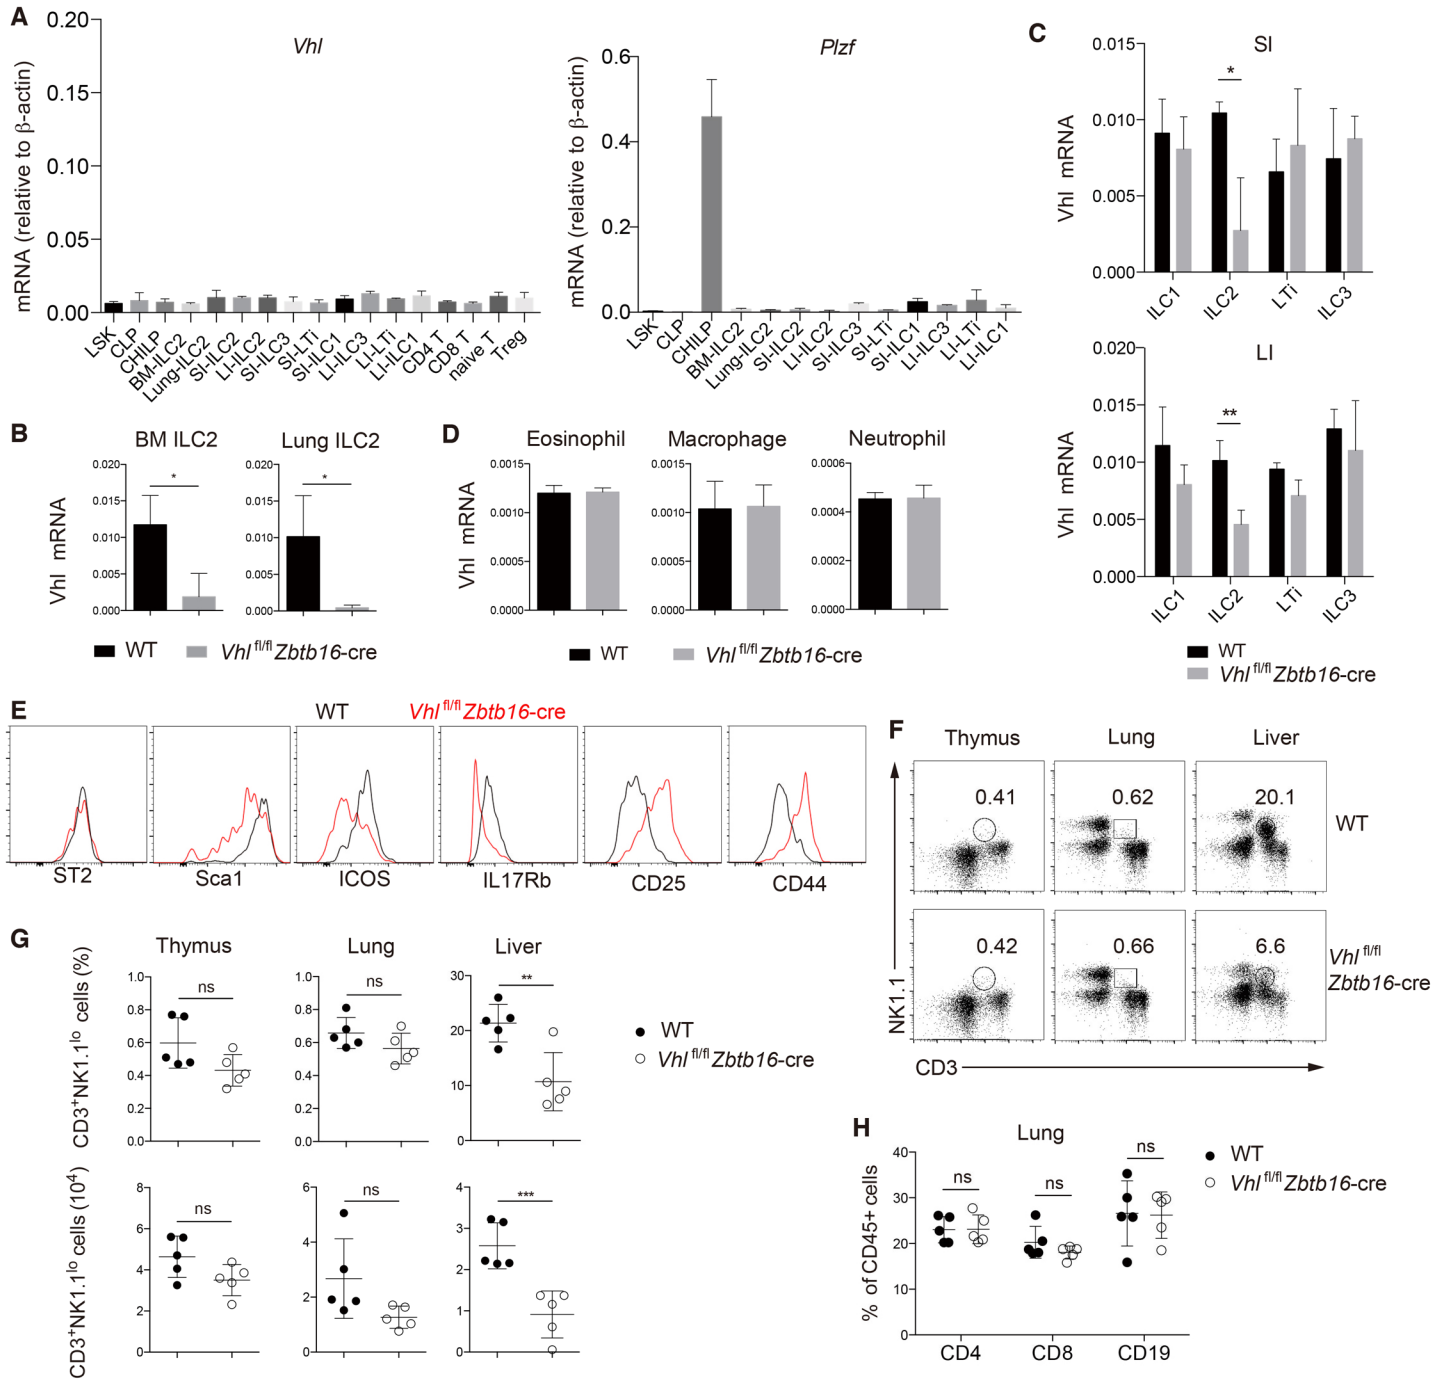 A
Vhl
mRNA (relative to β-actin)
0.20
0.15
0.10
0.05
0.00
LSK
CLP
CHILP
BM-ILC2
Lung-ILC2
SI-ILC2
LI-ILC2
SI-ILC3
SI-LTi
SI-ILC1
LI-ILC3
LI-LTi
LI-ILC1
CD4 T
CD8 T
naive T
Treg
Plzf
mRNA (relative to β-actin)
0.6
0.4
0.2
0.0
LSK
CLP
CHILP
BM-ILC2
Lung-ILC2
SI-ILC2
LI-ILC2
SI-ILC3
SI-LTi
SI-ILC1
LI-ILC3
LI-LTi
LI-ILC1
B
BM ILC2
Lung ILC2
Vhl mRNA
0.020
0.015
0.010
0.005
0.000
*
0.020
0.015
0.010
0.005
0.000
*
WT
Vhl fl/fl Zbtb16-cre
C
SI
Vhl mRNA
0.015
0.010
0.005
0.000
*
ILC1
ILC2
LTi
ILC3
LI
Vhl mRNA
0.020
0.015
0.010
0.005
0.000
**
ILC1
ILC2
LTi
ILC3
WT
Vhl fl/fl Zbtb16-cre
D
Eosinophil
Macrophage
Neutrophil
Vhl mRNA
0.0015
0.0010
0.0005
0.0000
0.0015
0.0010
0.0005
0.0000
0.0006
0.0004
0.0002
0.0000
WT
Vhl fl/fl Zbtb16-cre
E
WT
Vhl fl/fl Zbtb16-cre
ST2
Sca1
ICOS
IL17Rb
CD25
CD44
F
Thymus
Lung
Liver
0.41
0.62
20.1
WT
0.42
0.66
6.6
Vhl fl/fl
Zbtb16-cre
NK1.1
CD3
G
Thymus
Lung
Liver
CD3+NK1.1lo cells (%)
1.0
0.8
0.6
0.4
0.2
0.0
ns
1.0
0.8
0.6
0.4
0.2
0.0
ns
30
20
10
0
**
WT
Vhl fl/fl Zbtb16-cre
CD3+NK1.1lo cells (104)
8
6
4
2
0
ns
6
4
2
0
ns
4
3
2
1
0
***
H
Lung
% of CD45+ cells
40
30
20
10
0
ns
ns
ns
CD4
CD8
CD19
WT
Vhl fl/fl Zbtb16-cre